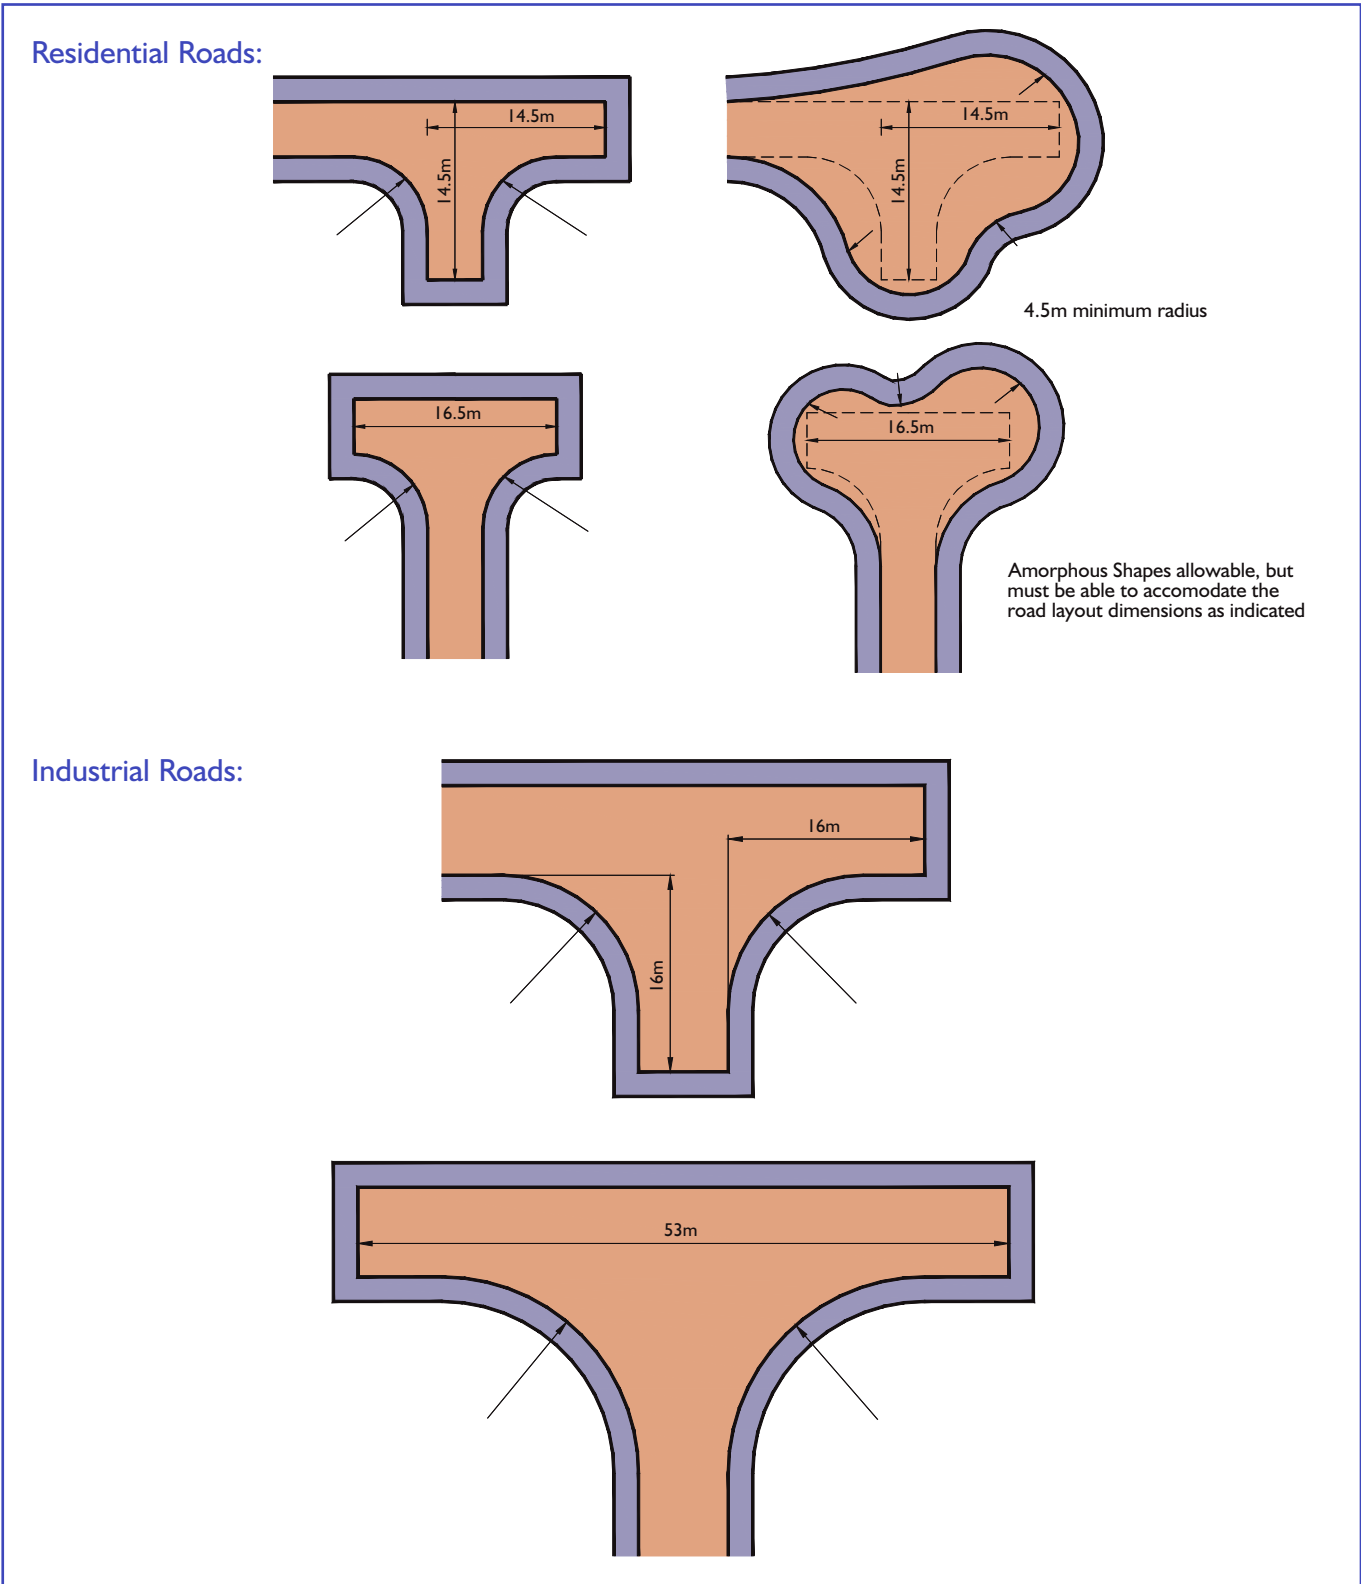 Residential Roads:
14.5m
14.5m
14.5m
14.5m
4.5m minimum radius
16.5m
16.5m
Amorphous Shapes allowable, but
must be able to accomodate the
road layout dimensions as indicated
Industrial Roads:
16m
16m
53m